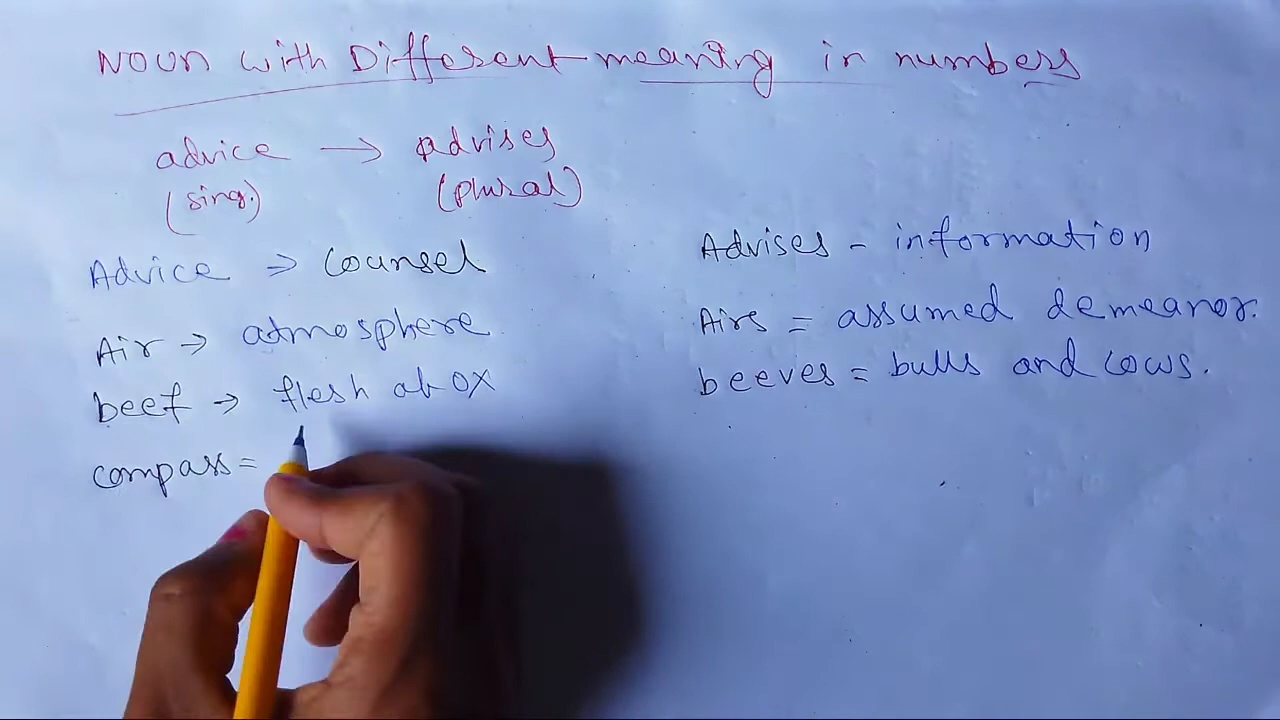 Noun with Different meaning in numbers
advice → advises
(sing.) (plural)
Advice ⇒ Counsel
Advises - information
Air → atmosphere
Airs = assumed demeanor.
beef → flesh of ox
beeves = bulls and cows.
compass =